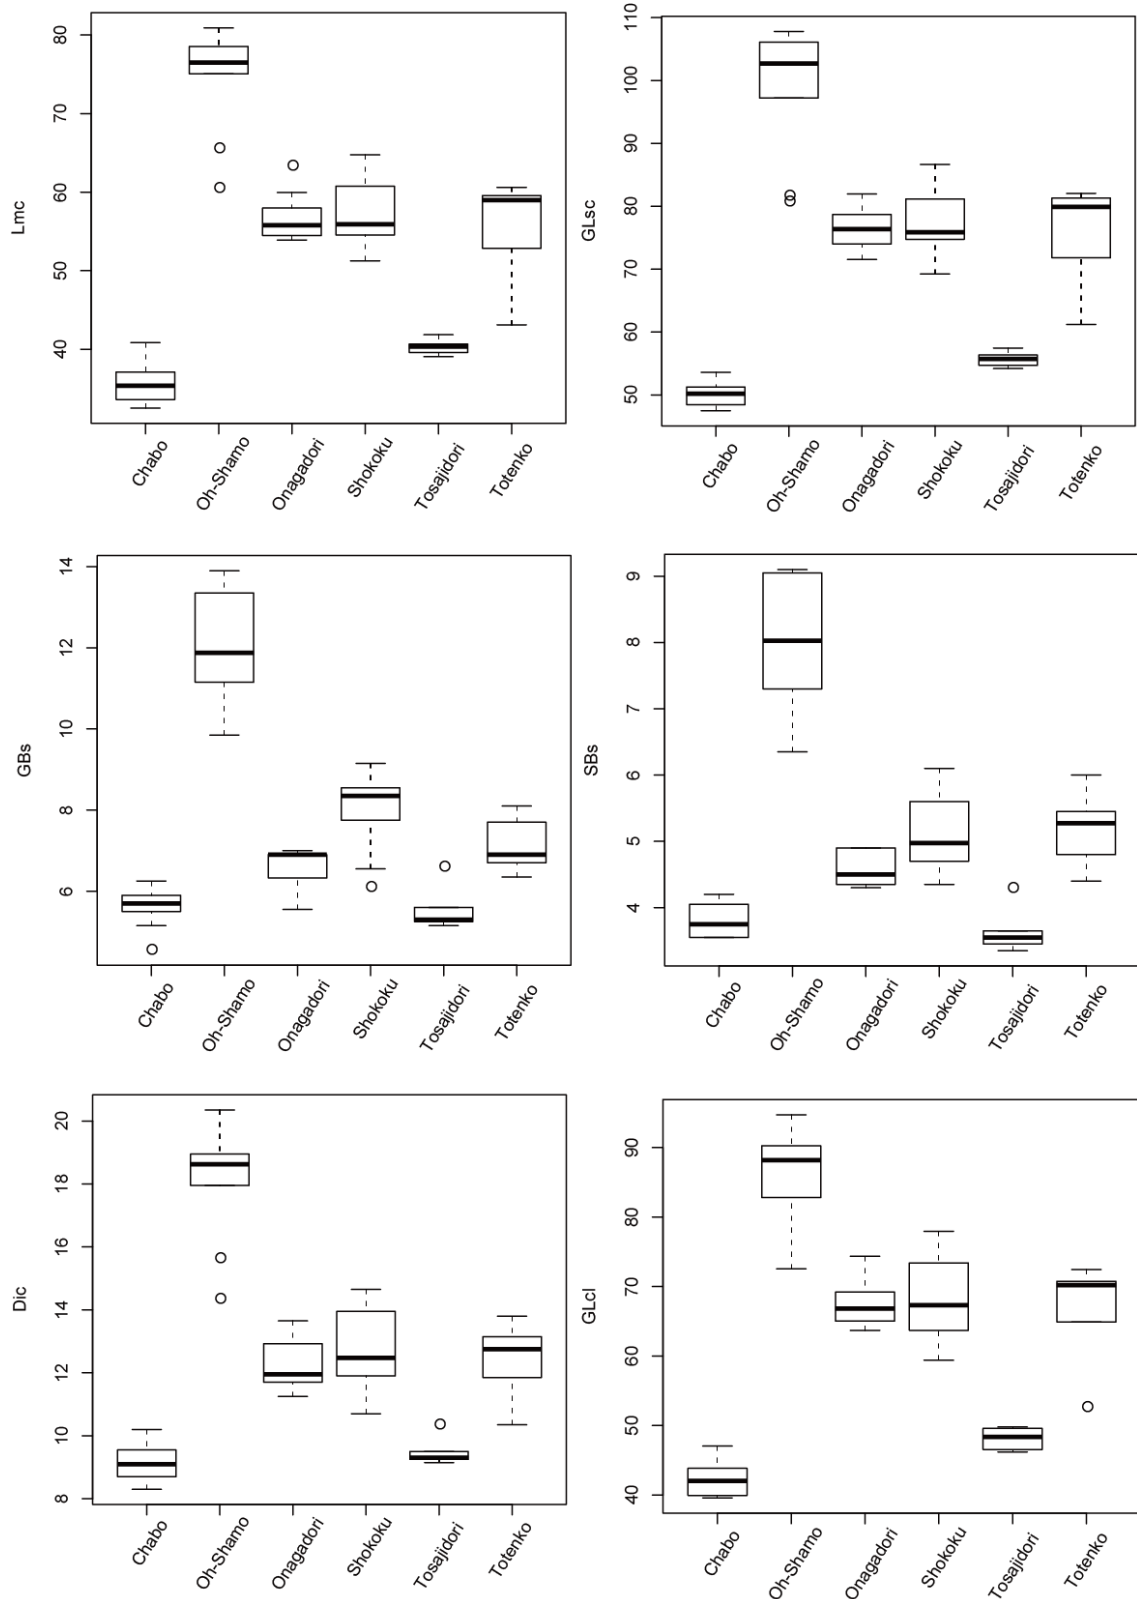 80
70
60
50
40
Lmc
Chabo
Oh-Shamo
Onagadori
Shokoku
Tosajidori
Totenko
110
100
90
80
70
60
50
GLsc
Chabo
Oh-Shamo
Onagadori
Shokoku
Tosajidori
Totenko
14
12
10
8
6
GBs
Chabo
Oh-Shamo
Onagadori
Shokoku
Tosajidori
Totenko
9
8
7
6
5
4
SBs
Chabo
Oh-Shamo
Onagadori
Shokoku
Tosajidori
Totenko
20
18
16
14
12
10
8
Dic
Chabo
Oh-Shamo
Onagadori
Shokoku
Tosajidori
Totenko
90
80
70
60
50
40
GLcl
Chabo
Oh-Shamo
Onagadori
Shokoku
Tosajidori
Totenko